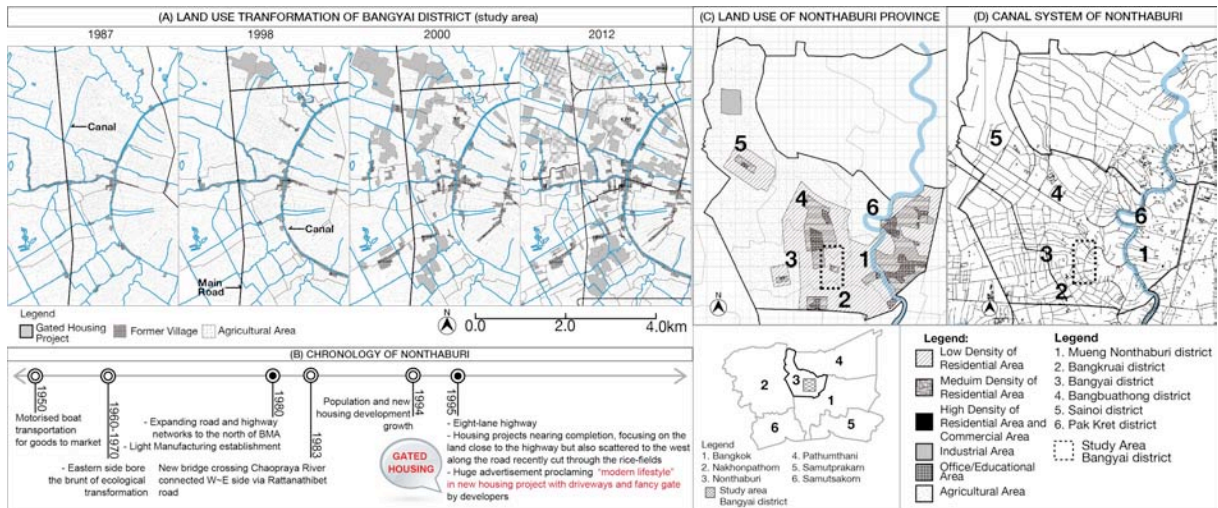 (A) LAND USE TRANFORMATION OF BANGYAI DISTRICT (study area)
1987
1998
2000
2012
Canal
Canal
Main
Road
Legend
Gated Housing
Project
Former Village
Agricultural Area
N
0.0
2.0
4.0km
(B) CHRONOLOGY OF NONTHABURI
1950
Motorised boat
transportation
for goods to market
1960-1970
- Eastern side bore
the brunt of ecological
transformation
1980
- Expanding road and highway
networks to the north of BMA
- Light Manufacturing establishment
1983
New bridge crossing Chaopraya River
connected W~E side via Rattanathibet
road
1994
Population and new
housing development
growth
1995
GATED
HOUSING
- Eight-lane highway
- Housing projects nearing completion, focusing on the
land close to the highway but also scattered to the west
along the road recently cut through the rice-fields
- Huge advertisement proclaming "modern lifestyle"
in new housing project with driveways and fancy gate
by developers
(C) LAND USE OF NONTHABURI PROVINCE
5
4
6
3
1
2
N
(D) CANAL SYSTEM OF NONTHABURI
5
4
6
3
1
2
N
4
2
3
1
6
5
Legend
1. Bangkok
2. Nakhonpathom
3. Nonthaburi
4. Pathumthani
5. Samutprakarn
6. Samutsakorn
Study area
Bangyai district
Legend:
Low Density of
Residential Area
Meduim Density of
Residential Area
High Density of
Residential Area and
Commercial Area
Industrial Area
Office/Educational
Area
Agricultural Area
Legend
1. Mueng Nonthaburi district
2. Bangkruai district
3. Bangyai district
4. Bangbuathong district
5. Sainoi district
6. Pak Kret district
Study Area
Bangyai district